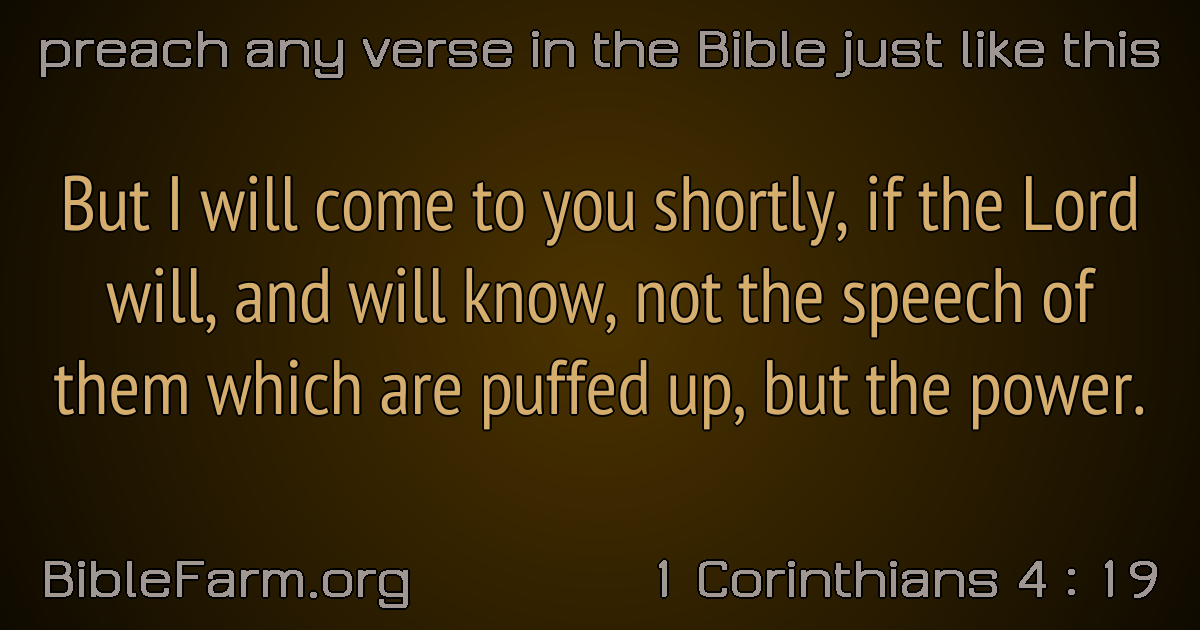 preach any verse in the Bible just like this
But I will come to you shortly, if the Lord
will, and will know, not the speech of
them which are puffed up, but the power.
BibleFarm.org
1 Corinthians 4 : 19